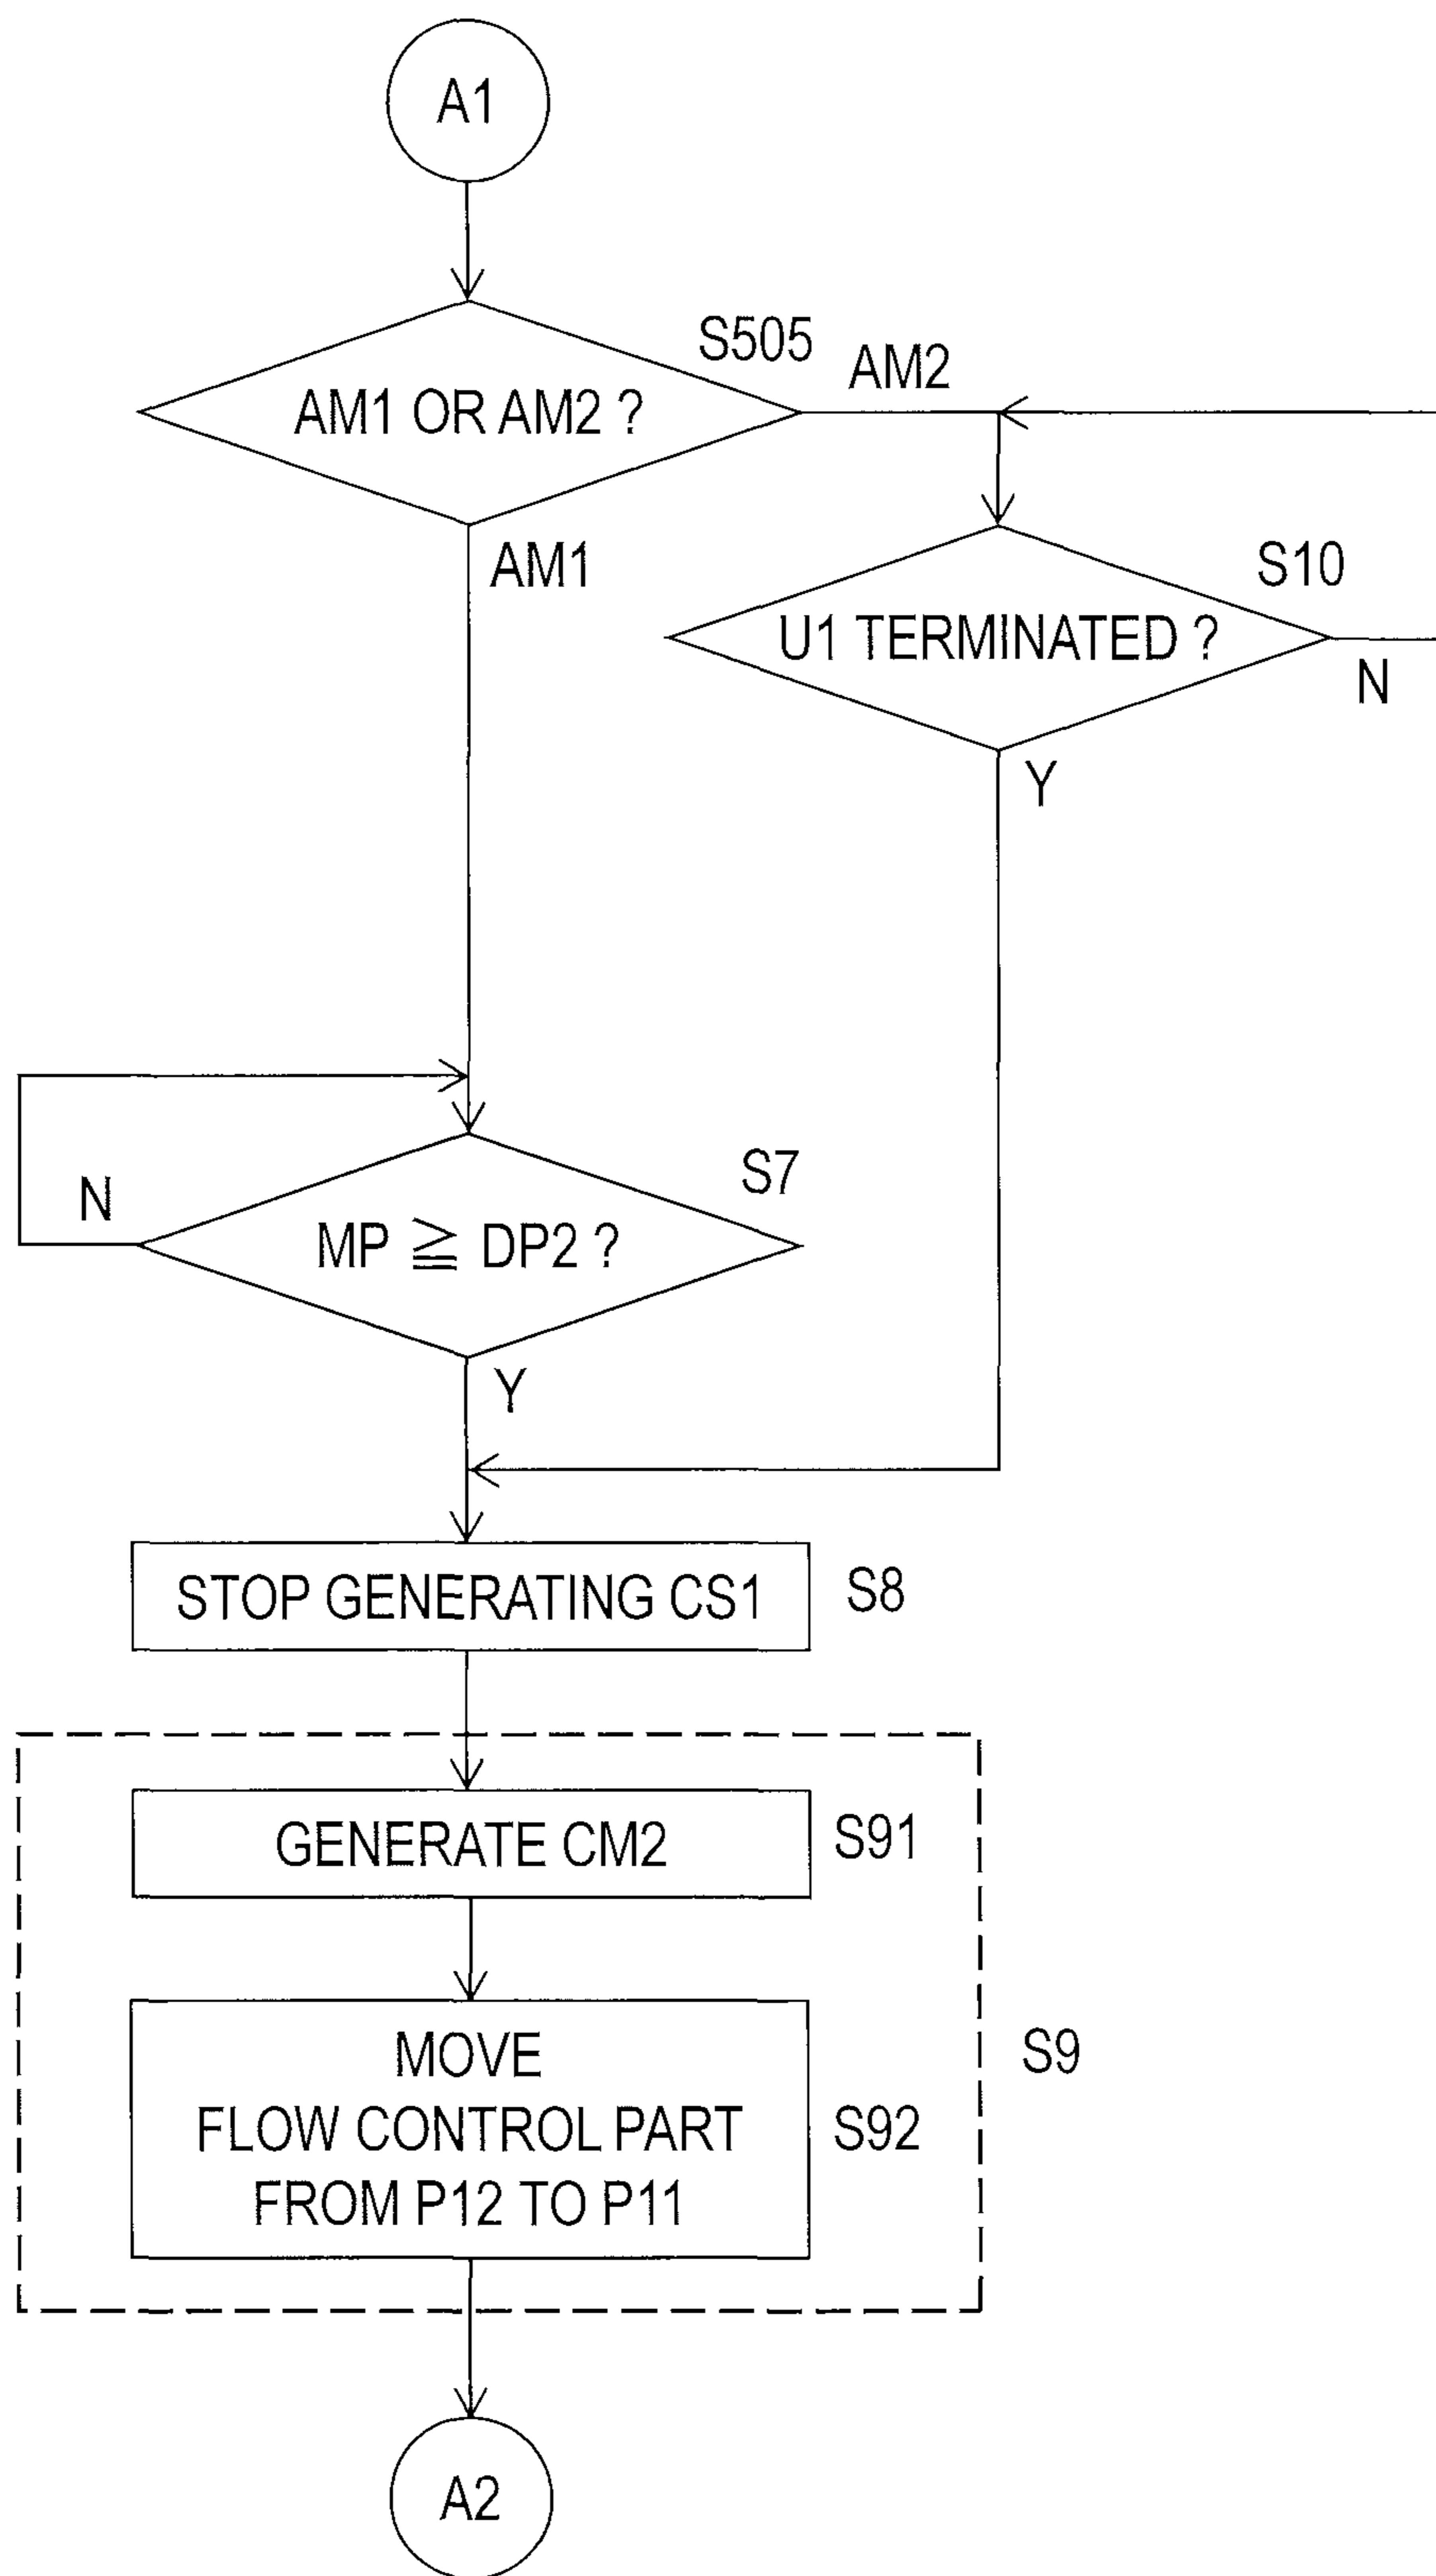 A1
S505
AM1 OR AM2 ?
AM2
AM1
S10
U1 TERMINATED ?
N
Y
S7
N
MP ≧ DP2 ?
Y
STOP GENERATING CS1
S8
GENERATE CM2
S91
MOVE
FLOW CONTROL PART
FROM P12 TO P11
S92
S9
A2